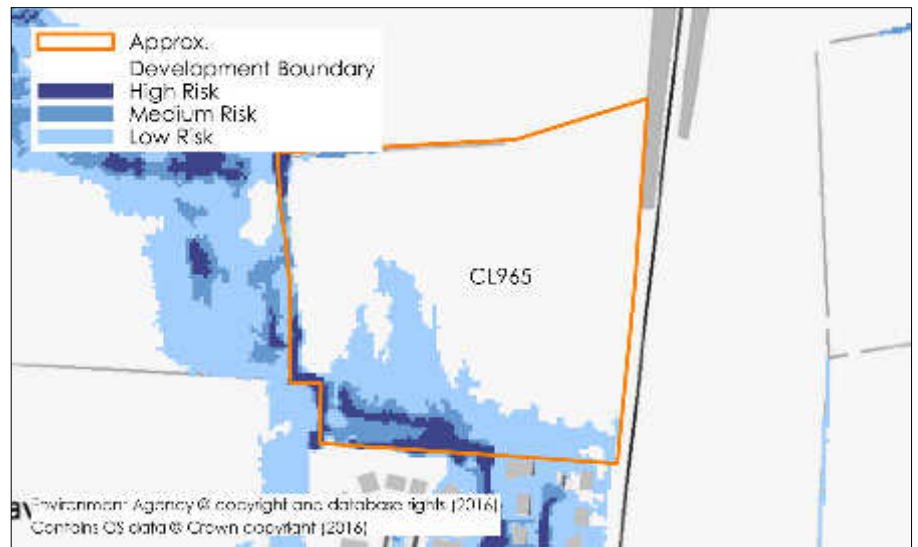 Approx.
Development Boundary
High Risk
Medium Risk
Low Risk
CL965
Environment Agency © copyright and database rights (2016)
Contains OS data © Crown copyright (2016)